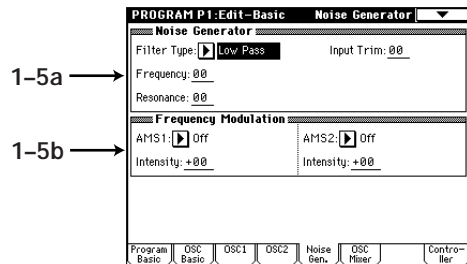 PROGRAM P1:Edit-Basic Noise Generator
Noise Generator
Filter Type: Low Pass Input Trim: 00
1–5a
Frequency: 00
Resonance: 00
Frequency Modulation
1–5b
AMS1: Off AMS2: Off
Intensity: +00 Intensity: +00
Program Basic OSC Basic OSC1 OSC2 Noise Gen. OSC Mixer Contro-ller